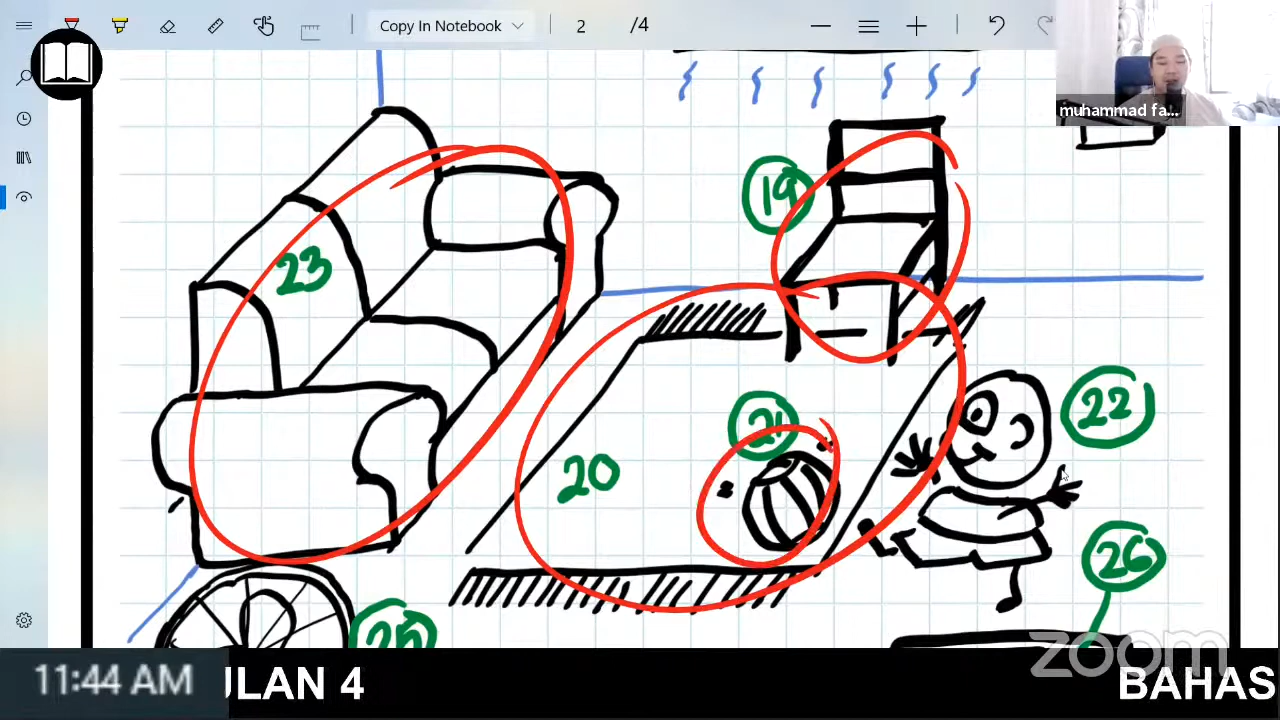 Copy In Notebook
2 /4
muhammad fa...
19
23
22
21
20
26
25
zoom
11:44 AM
ULAN 4
BAHAS